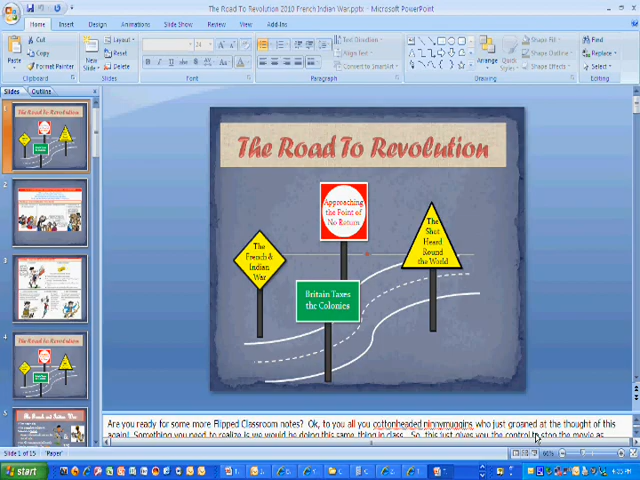 The Road To Revolution 2010 French Indian War.pptx - Microsoft PowerPoint
Home
Insert
Design
Animations
Slide Show
Review
View
Add-Ins
Paste
Cut
Copy
Format Painter
Clipboard
New
Slide
Layout
Reset
Delete
Slides
Font
Text Direction
Align Text
Convert to SmartArt
Paragraph
Arrange
Quick
Styles
Shape Fill
Shape Outline
Shape Effects
Drawing
Find
Replace
Select
Editing
Slides
Outline
1
2
3
4
5
The Road To Revolution
Approaching
the Point of
No Return
The
Shot
Heard
Round
the World
The
French &
Indian
War
Britain Taxes
the Colonies
Are you ready for some more Flipped Classroom notes? Ok, to you all you cottonheaded ninnymuggins who just groaned at the thought of this
again! Something you need to realize is we would be doing this same thing in class. So, this just gives you the control to stop the movie as
Slide 1 of 15
"Paper"
start